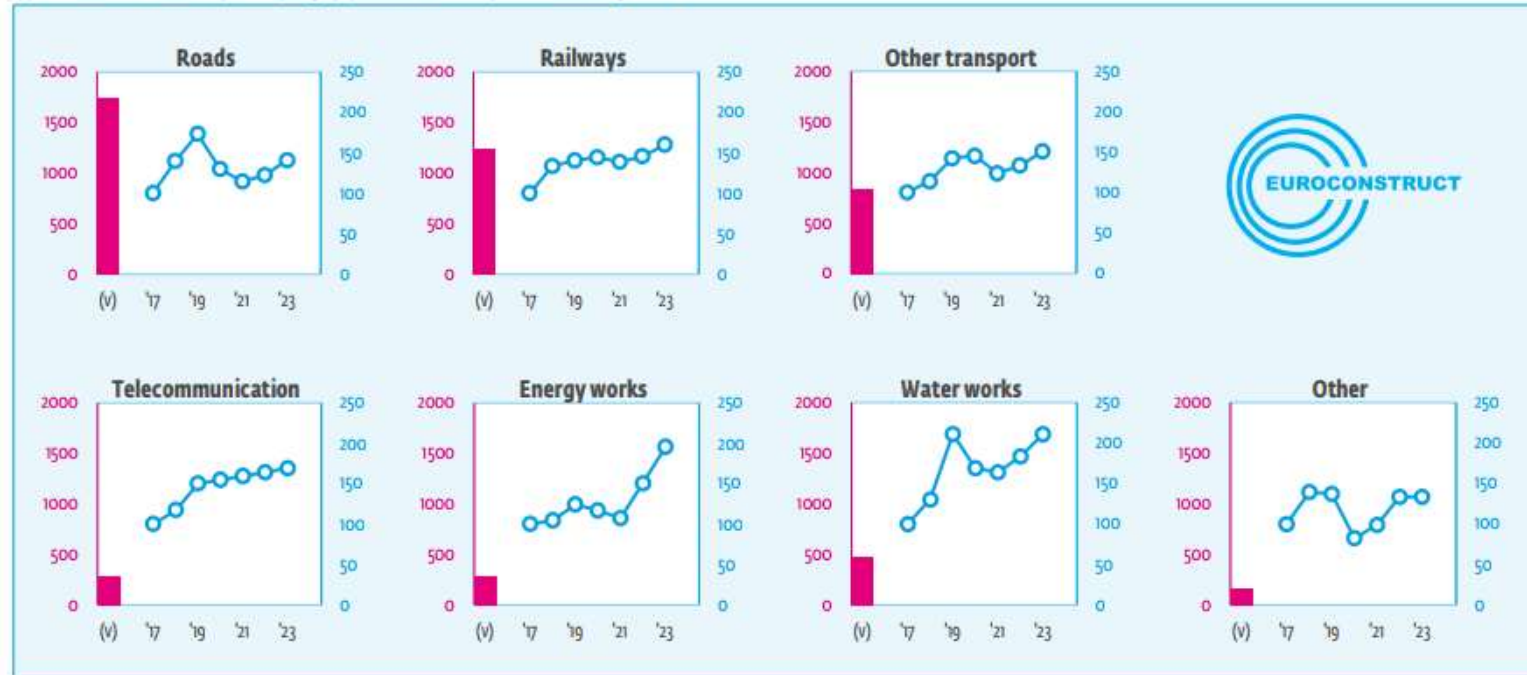 Roads
Railways
Other transport
2000 250 2000 250 2000 250
1500 200 1500 200 1500 200
1000 150 1000 150 1000 150
500 100 500 100 500 100
0 50 0 50 0 50
0 0 0
(v) '17 '19 '21 '23
(v) '17 '19 '21 '23
(v) '17 '19 '21 '23
EUROCONSTRUCT
Telecommunication
Energy works
Water works
Other
2000 250 2000 250 2000 250 2000 250
1500 200 1500 200 1500 200 1500 200
1000 150 1000 150 1000 150 1000 150
500 100 500 100 500 100 500 100
0 50 0 50 0 50 0 50
0 0 0 0
(v) '17 '19 '21 '23
(v) '17 '19 '21 '23
(v) '17 '19 '21 '23
(v) '17 '19 '21 '23